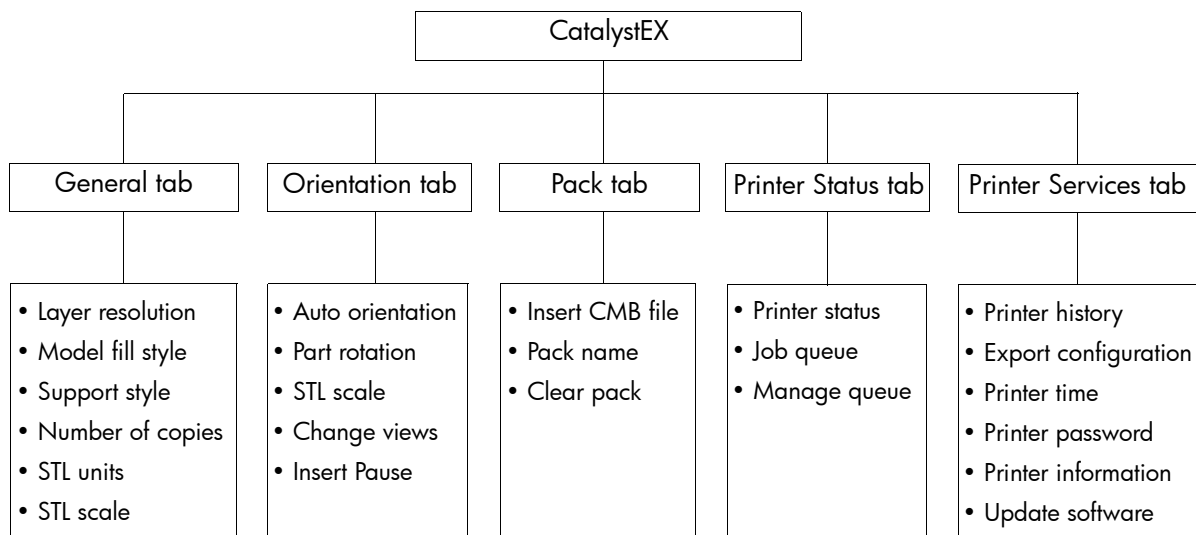 CatalystEX
General tab
Orientation tab
Pack tab
Printer Status tab
Printer Services tab
• Layer resolution
• Model fill style
• Support style
• Number of copies
• STL units
• STL scale
• Auto orientation
• Part rotation
• STL scale
• Change views
• Insert Pause
• Insert CMB file
• Pack name
• Clear pack
• Printer status
• Job queue
• Manage queue
• Printer history
• Export configuration
• Printer time
• Printer password
• Printer information
• Update software